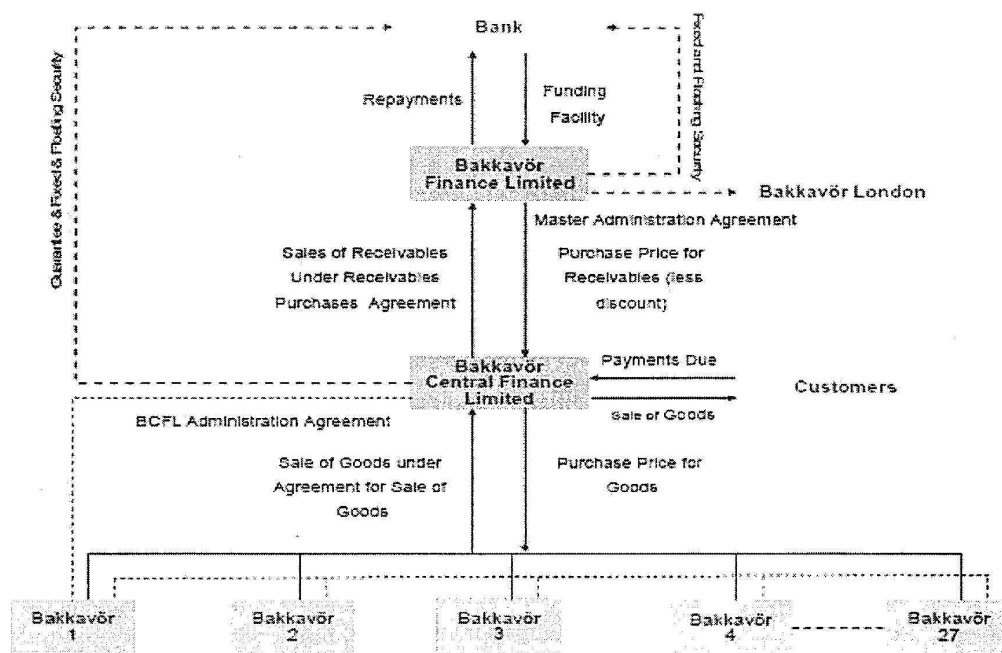 Bank
Guarantee & Fixed & Floating Security
Fixed and Floating Security
Repayments
Funding
Facility
Bakkavör
Finance Limited
Bakkavör London
Master Administration Agreement
Sales of Receivables
Under Receivables
Purchases Agreement
Purchase Price for
Receivables (less
discount)
Bakkavör
Central Finance
Limited
Payments Due
Customers
Sale of Goods
BCFL Administration Agreement
Sale of Goods under
Agreement for Sale of
Goods
Purchase Price for
Goods
Bakkavör
1
Bakkavör
2
Bakkavör
3
Bakkavör
4
Bakkavör
27